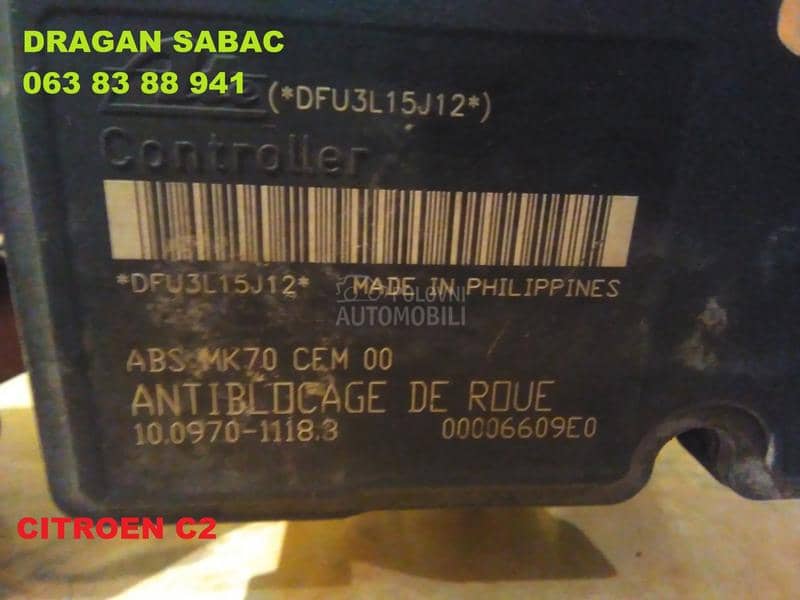 DRAGAN SABAC
063 83 88 941
Ate
(*DFU3L15J12*)
Controller
*DFU3L15J12* MADE IN PHILIPPINES
POLOVNI
AUTOMOBILI
ABS MK70 CEM 00
ANTIBLOCAGE DE ROUE
10.0970-1118.3 00006609E0
CITROEN C2